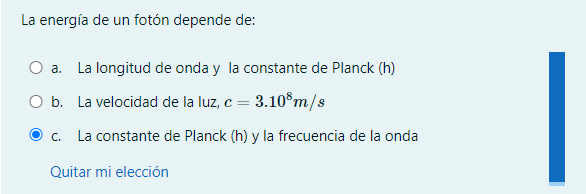 La energía de un fotón depende de:
a. La longitud de onda y la constante de Planck (h)
b. La velocidad de la luz, c = 3.10⁸m/s
c. La constante de Planck (h) y la frecuencia de la onda
Quitar mi elección